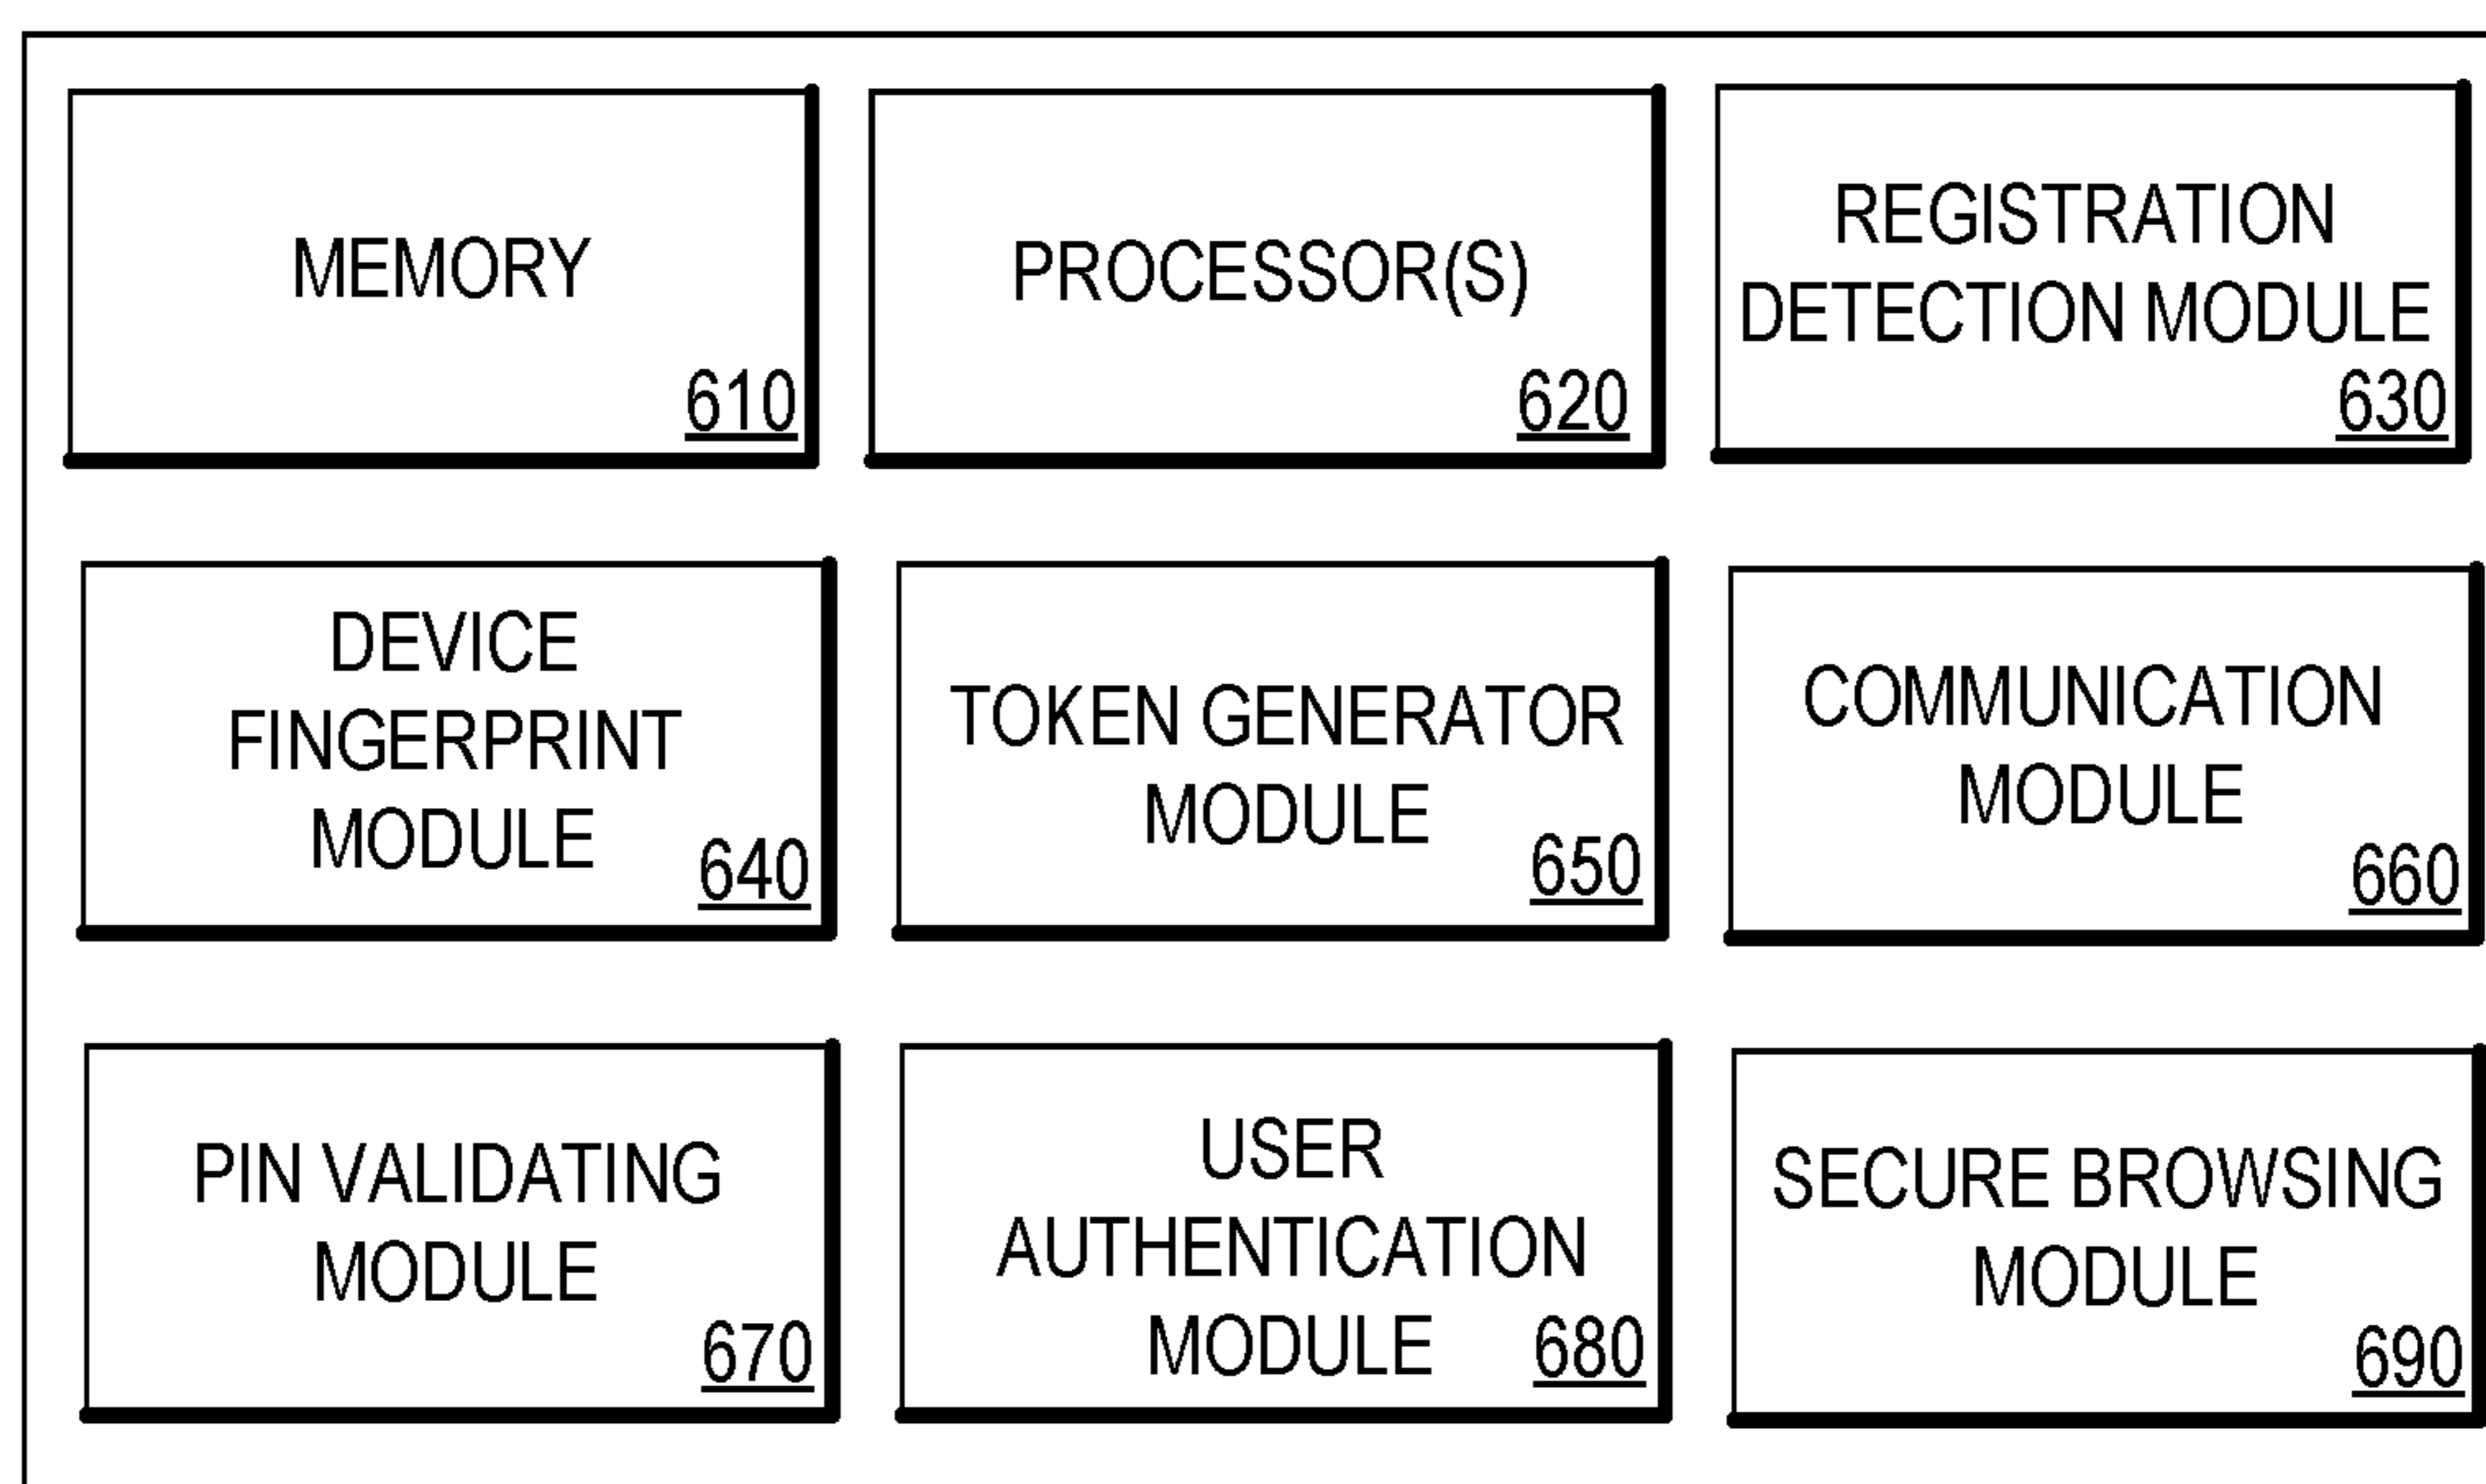 MEMORY
610
PROCESSOR(S)
620
REGISTRATION
DETECTION MODULE
630
DEVICE
FINGERPRINT
MODULE
640
TOKEN GENERATOR
MODULE
650
COMMUNICATION
MODULE
660
PIN VALIDATING
MODULE
670
USER
AUTHENTICATION
MODULE
680
SECURE BROWSING
MODULE
690